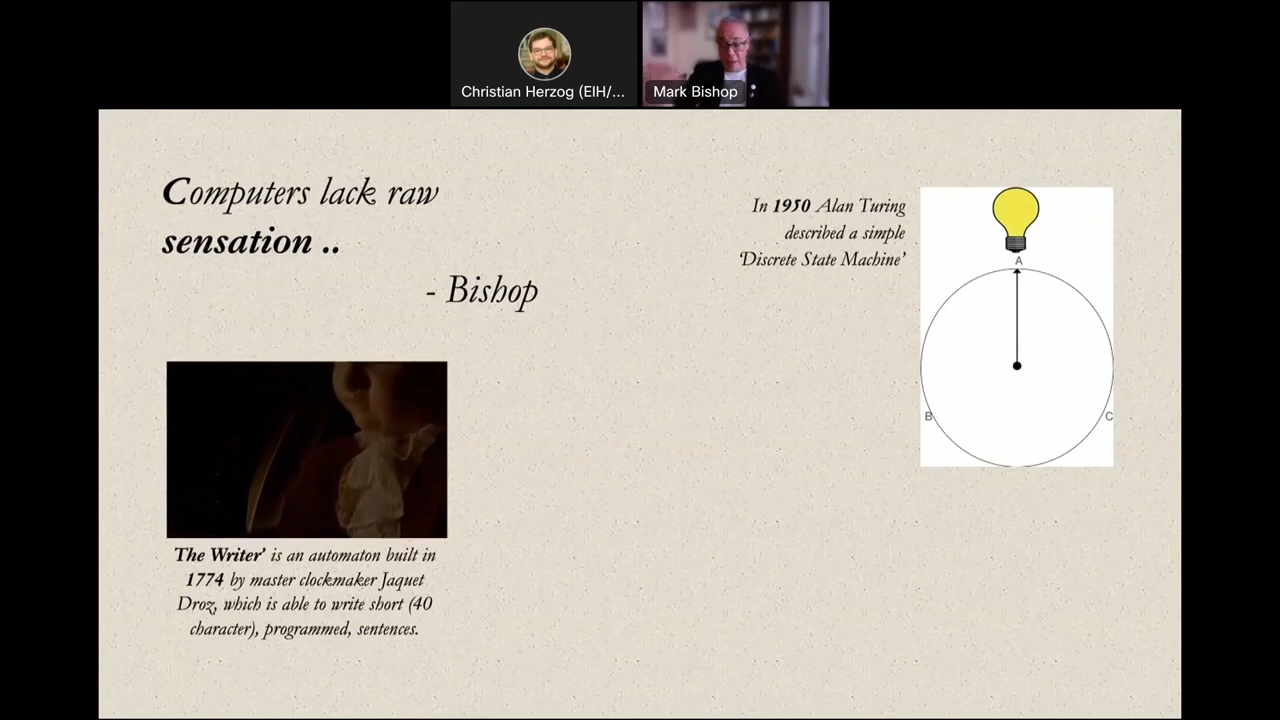 Christian Herzog (EIH/...
Mark Bishop
Computers lack raw
sensation ..
- Bishop
In 1950 Alan Turing
described a simple
'Discrete State Machine'
A
B
C
'The Writer' is an automaton built in
1774 by master clockmaker Jaquet
Droz, which is able to write short (40
character), programmed, sentences.